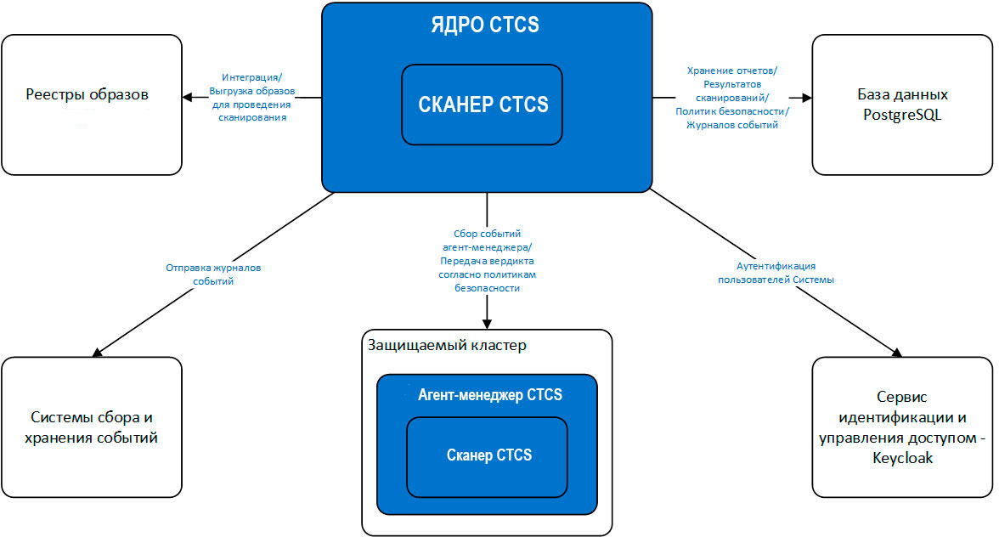 ЯДРО CTCS
СКАНЕР CTCS
Реестры образов
Интеграция/
Выгрузка образов
для проведения
сканирования
Хранение отчетов/
Результатов
сканирований/
Политик безопасности/
Журналов событий
База данных
PostgreSQL
Отправка журналов
событий
Сбор событий
агент-менеджера/
Передача вердикта
согласно политикам
безопасности
Аутентификация
пользователей Системы
Системы сбора и
хранения событий
Защищаемый кластер
Агент-менеджер CTCS
Сканер CTCS
Сервис
идентификации и
управления доступом -
Keycloak